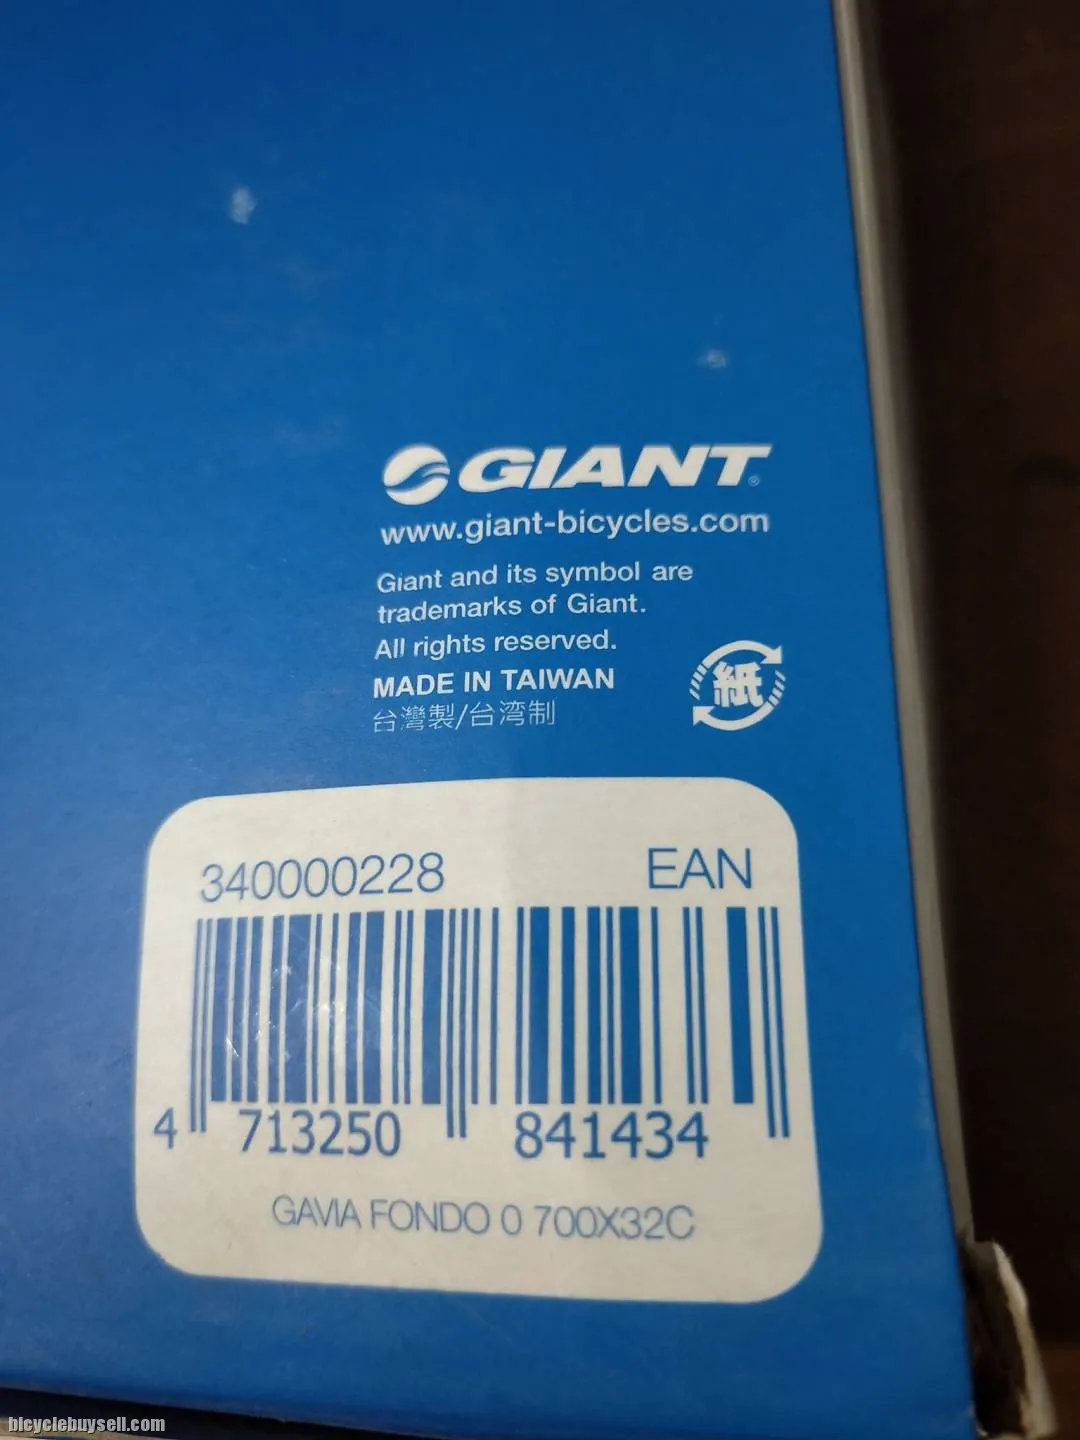 GIANT®
www.giant-bicycles.com
Giant and its symbol are
trademarks of Giant.
All rights reserved.
MADE IN TAIWAN
台灣製/台湾制
紙
340000228 EAN
4 713250 841434
GAVIA FONDO 0 700X32C
bicyclebuysell.com